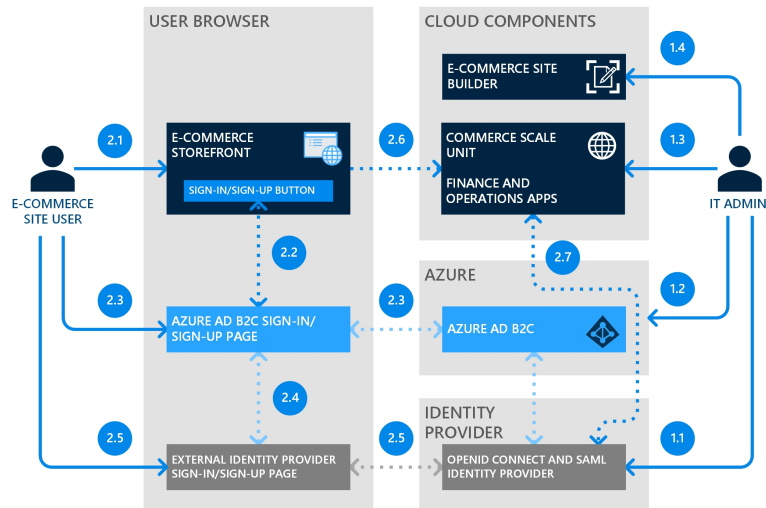 USER BROWSER
CLOUD COMPONENTS
1.4
E-COMMERCE SITE
BUILDER
2.1
E-COMMERCE
STOREFRONT
SIGN-IN/SIGN-UP BUTTON
2.6
COMMERCE SCALE
UNIT
FINANCE AND
OPERATIONS APPS
1.3
E-COMMERCE
SITE USER
IT ADMIN
2.2
2.7
AZURE
2.3
2.3
1.2
AZURE AD B2C SIGN-IN/
SIGN-UP PAGE
AZURE AD B2C
2.4
IDENTITY
PROVIDER
2.5
2.5
1.1
EXTERNAL IDENTITY PROVIDER
SIGN-IN/SIGN-UP PAGE
OPENID CONNECT AND SAML
IDENTITY PROVIDER